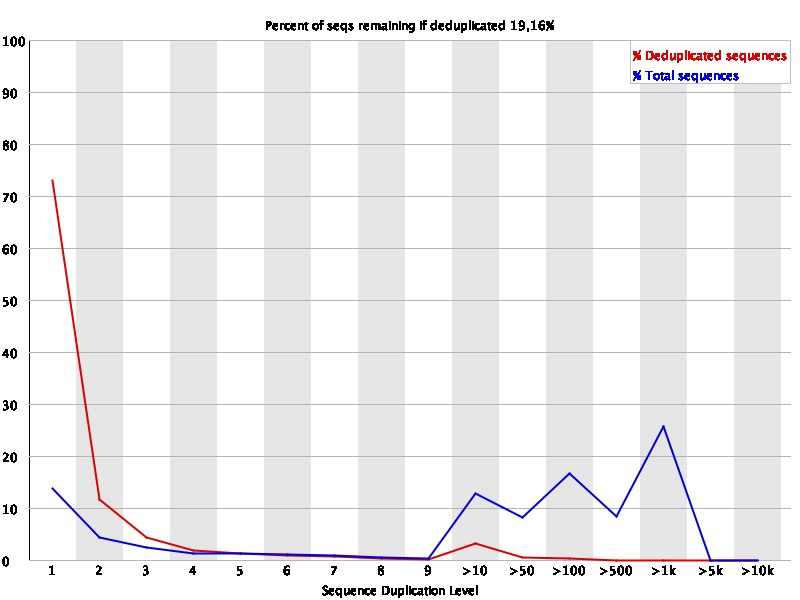 Percent of seqs remaining if deduplicated 19,16%
% Deduplicated sequences
% Total sequences
100
90
80
70
60
50
40
30
20
10
0
1 2 3 4 5 6 7 8 9 >10 >50 >100 >500 >1k >5k >10k
Sequence Duplication Level